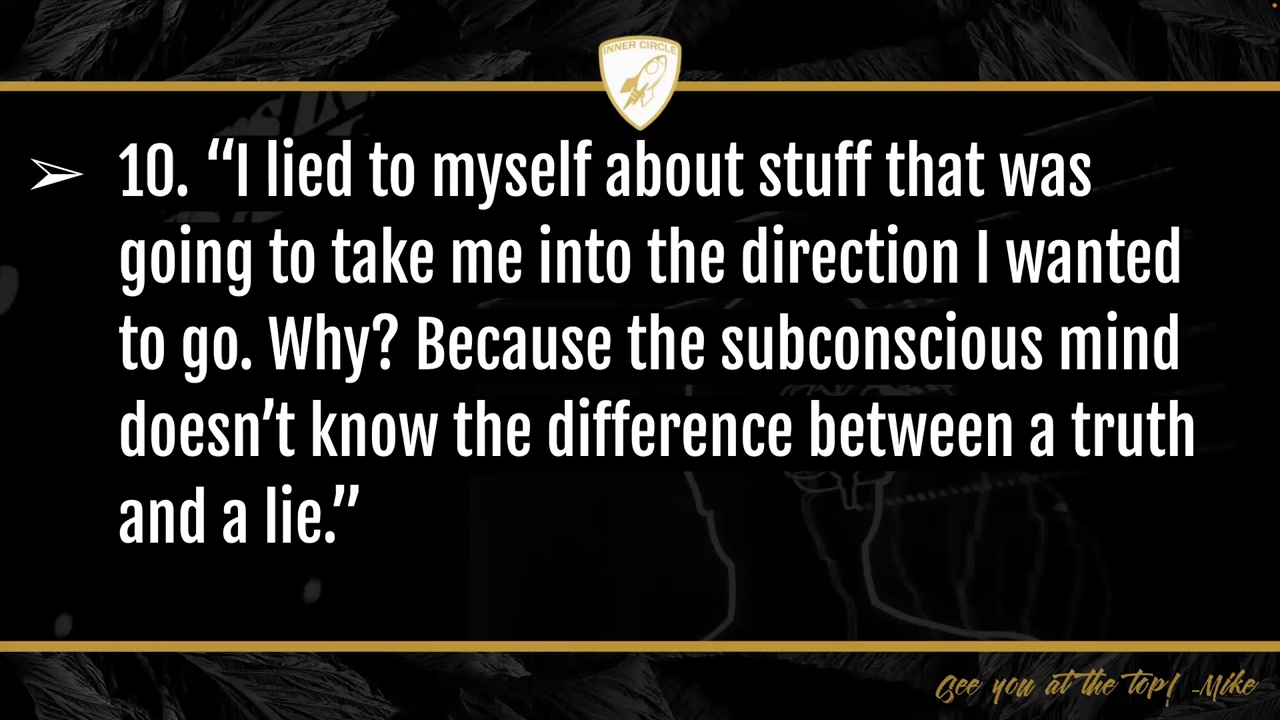 INNER CIRCLE
➢ 10. “I lied to myself about stuff that was
going to take me into the direction I wanted
to go. Why? Because the subconscious mind
doesn’t know the difference between a truth
and a lie.”
See you at the top! -Mike